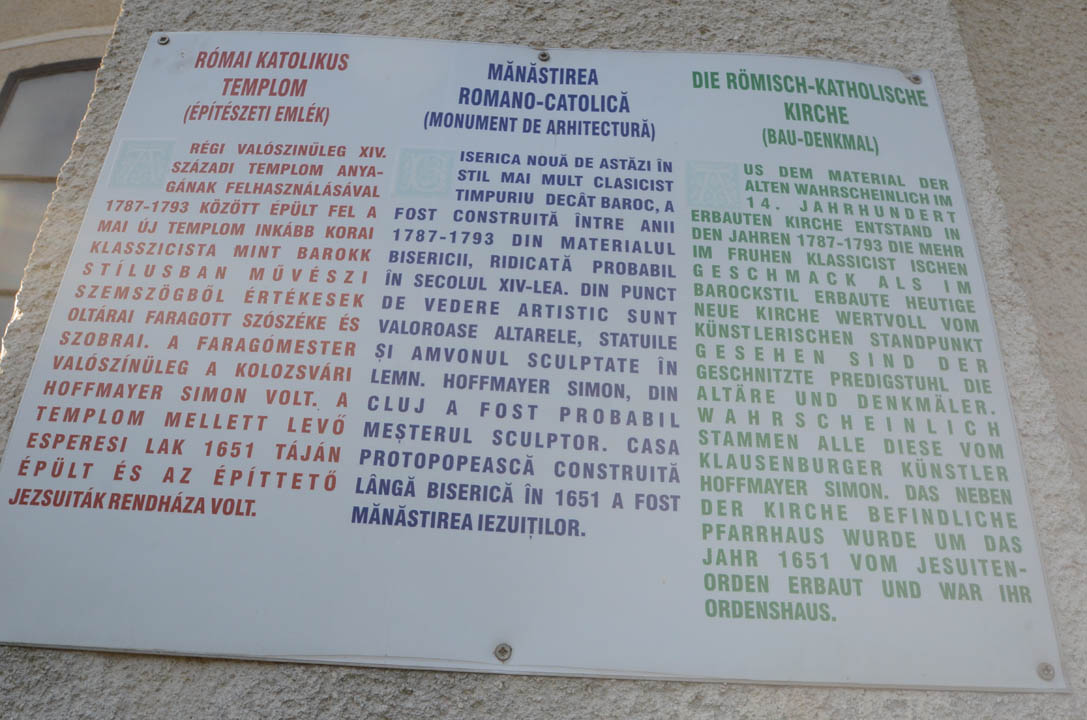 RÓMAI KATOLIKUS
TEMPLOM
(ÉPÍTÉSZETI EMLÉK)
A RÉGI VALÓSZINÜLEG XIV.
SZÁZADI TEMPLOM ANYA-
GÁNAK FELHASZNÁLÁSÁVAL
1787-1793 KÖZÖTT ÉPÜLT FEL A
MAI ÚJ TEMPLOM INKÁBB KORAI
KLASSZICISTA MINT BAROKK
STÍLUSBAN MŰVÉSZI
SZEMSZÖGBŐL ÉRTÉKESEK
OLTÁRAI FARAGOTT SZÓSZÉKE ÉS
SZOBRAI. A FARAGÓMESTER
VALÓSZÍNÜLEG A KOLOZSVÁRI
HOFFMAYER SIMON VOLT. A
TEMPLOM MELLETT LEVŐ
ESPERESI LAK 1651 TÁJÁN
ÉPÜLT ÉS AZ ÉPÍTTETŐ
JEZSUITÁK RENDHÁZA VOLT.
MĂNĂSTIREA
ROMANO-CATOLICĂ
(MONUMENT DE ARHITECTURĂ)
BISERICA NOUĂ DE ASTĂZI ÎN
STIL MAI MULT CLASICIST
TIMPURIU DECÂT BAROC, A
FOST CONSTRUITĂ ÎNTRE ANII
1787-1793 DIN MATERIALUL
BISERICII, RIDICATĂ PROBABIL
ÎN SECOLUL XIV-LEA. DIN PUNCT
DE VEDERE ARTISTIC SUNT
VALOROASE ALTARELE, STATUILE
ȘI AMVONUL SCULPTATE ÎN
LEMN. HOFFMAYER SIMON, DIN
CLUJ A FOST PROBABIL
MEȘTERUL SCULPTOR. CASA
PROTOPOPEASCĂ CONSTRUITĂ
LÂNGĂ BISERICĂ ÎN 1651 A FOST
MĂNĂSTIREA IEZUIȚILOR.
DIE RÖMISCH-KATHOLISCHE
KIRCHE
(BAU-DENKMAL)
AUS DEM MATERIAL DER
ALTEN WAHRSCHEINLICH IM
14. JAHRHUNDERT
ERBAUTEN KIRCHE ENTSTAND IN
DEN JAHREN 1787-1793 DIE MEHR
IM FRUHEN KLASSICIST ISCHEN
GESCHMACK ALS IM
BAROCKSTIL ERBAUTE HEUTIGE
NEUE KIRCHE WERTVOLL VOM
KÜNSTLERISCHEN STANDPUNKT
GESEHEN SIND DER
GESCHNITZTE PREDIGSTUHL DIE
ALTÄRE UND DENKMÄLER.
WAHRSCHEINLICH
STAMMEN ALLE DIESE VOM
KLAUSENBURGER KÜNSTLER
HOFFMAYER SIMON. DAS NEBEN
DER KIRCHE BEFINDLICHE
PFARRHAUS WURDE UM DAS
JAHR 1651 VOM JESUITEN-
ORDEN ERBAUT UND WAR IHR
ORDENSHAUS.